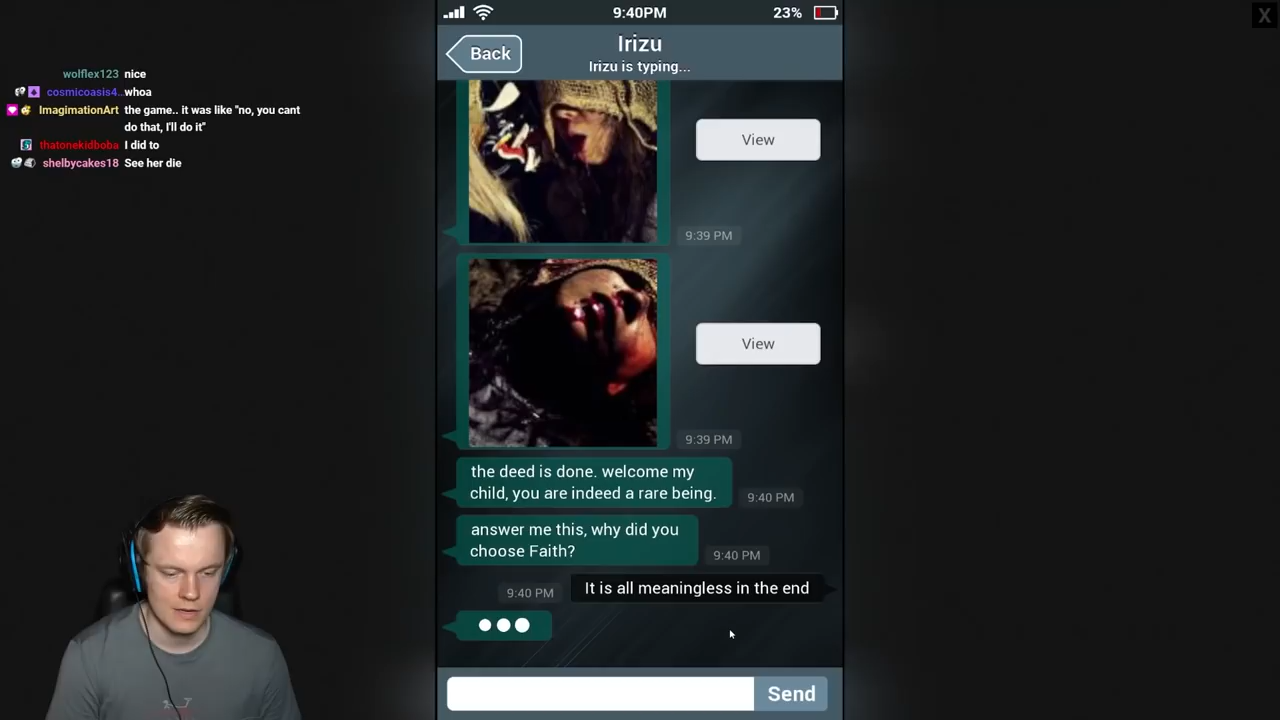 9:40PM
23%
X
Back
Irizu
Irizu is typing...
wolflex123 nice
cosmicoasis4.. whoa
ImagimationArt the game.. it was like "no, you cant
do that, I'll do it"
thatonekidboba I did to
shelbycakes18 See her die
View
9:39 PM
View
9:39 PM
the deed is done. welcome my
child, you are indeed a rare being.
9:40 PM
answer me this, why did you
choose Faith?
9:40 PM
9:40 PM It is all meaningless in the end
Send